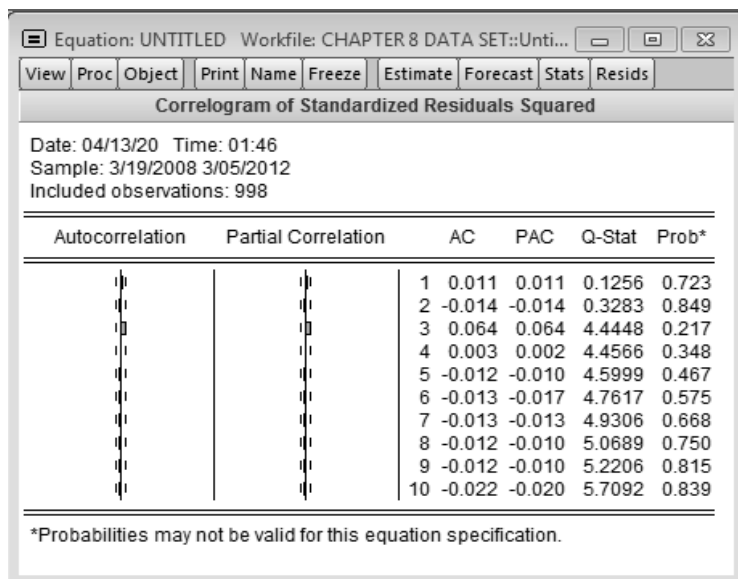 Equation: UNTITLED Workfile: CHAPTER 8 DATA SET::Unti...
View Proc Object Print Name Freeze Estimate Forecast Stats Resids
Correlogram of Standardized Residuals Squared
Date: 04/13/20 Time: 01:46
Sample: 3/19/2008 3/05/2012
Included observations: 998
Autocorrelation Partial Correlation AC PAC Q-Stat Prob*
1 0.011 0.011 0.1256 0.723
2 -0.014 -0.014 0.3283 0.849
3 0.064 0.064 4.4448 0.217
4 0.003 0.002 4.4566 0.348
5 -0.012 -0.010 4.5999 0.467
6 -0.013 -0.017 4.7617 0.575
7 -0.013 -0.013 4.9306 0.668
8 -0.012 -0.010 5.0689 0.750
9 -0.012 -0.010 5.2206 0.815
10 -0.022 -0.020 5.7092 0.839
*Probabilities may not be valid for this equation specification.